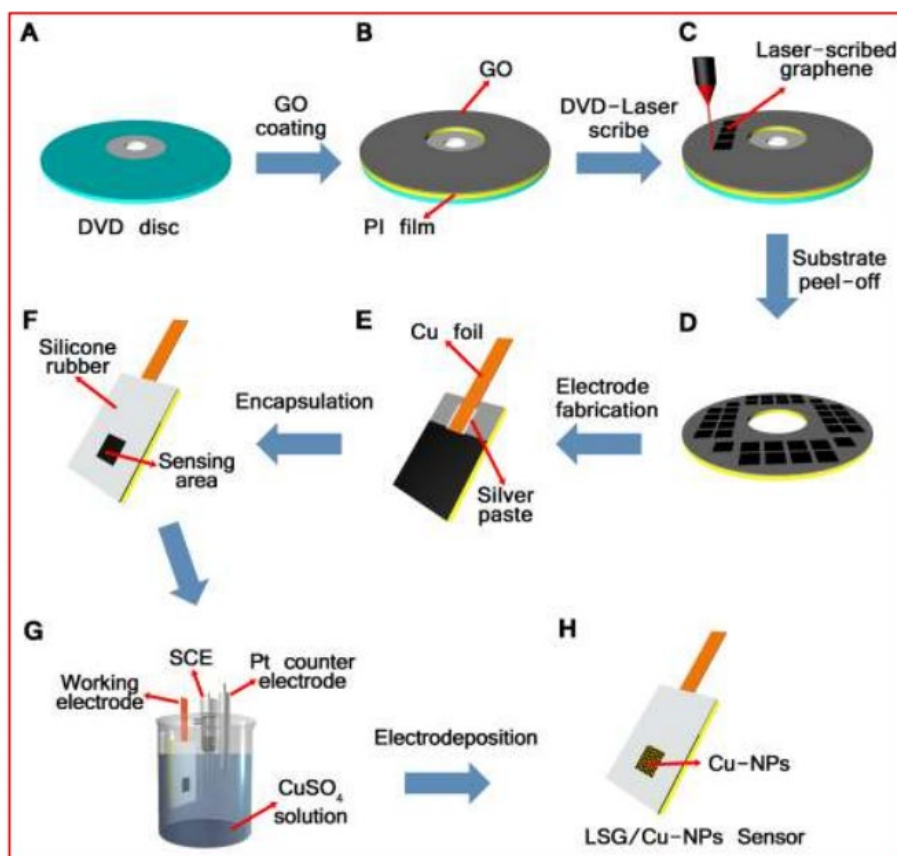 A
B
C
GO
coating
GO
DVD-Laser
scribe
Laser-scribed
graphene
DVD disc
PI film
Substrate
peel-off
F
E
D
Silicone
rubber
Encapsulation
Cu foil
Electrode
fabrication
Sensing
area
Silver
paste
G
H
SCE
Pt counter
electrode
Working
electrode
Electrodeposition
Cu-NPs
CuSO₄
solution
LSG/Cu-NPs Sensor